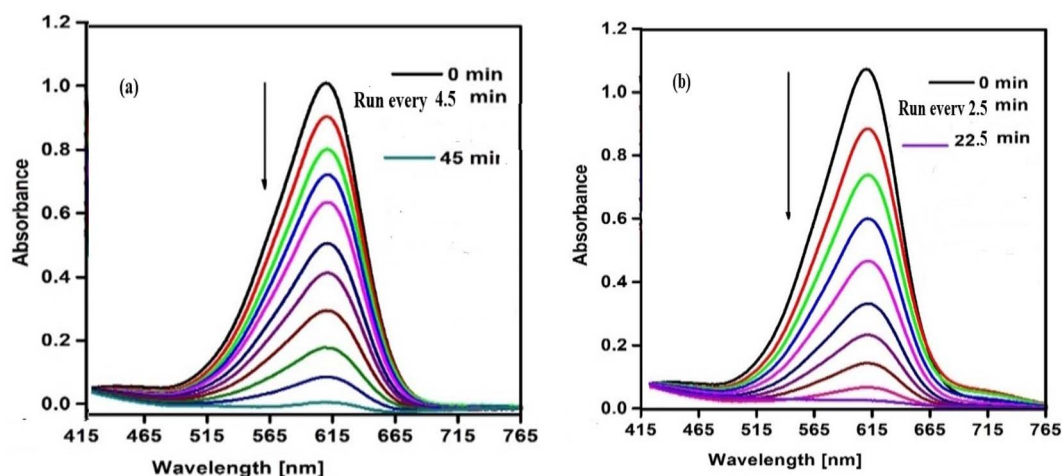 (a)
0 min
Run every 4.5 min
45 min
Absorbance
1.2
1.0
0.8
0.6
0.4
0.2
0.0
415 465 515 565 615 665 715 765
Wavelength [nm]
(b)
0 min
Run every 2.5 min
22.5 min
Absorbance
1.2
1.0
0.8
0.6
0.4
0.2
0.0
415 465 515 565 615 665 715 765
Wavelength [nm]